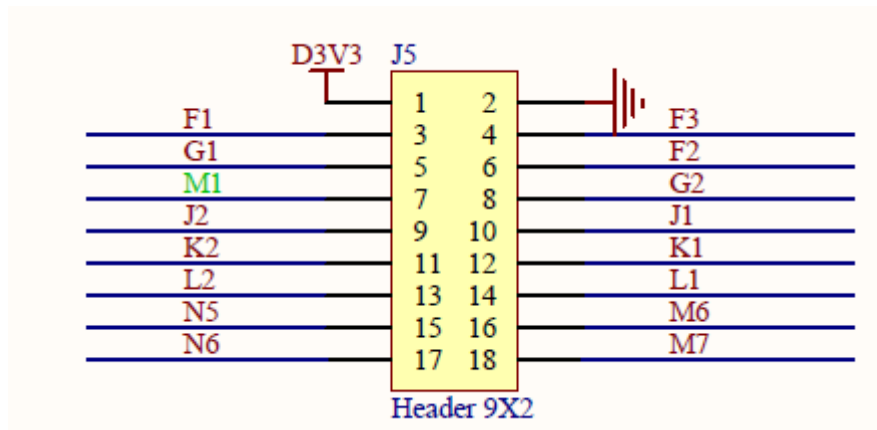 D3V3 J5
1 2
F1 3 4 F3
G1 5 6 F2
M1 7 8 G2
J2 9 10 J1
K2 11 12 K1
L2 13 14 L1
N5 15 16 M6
N6 17 18 M7
Header 9X2